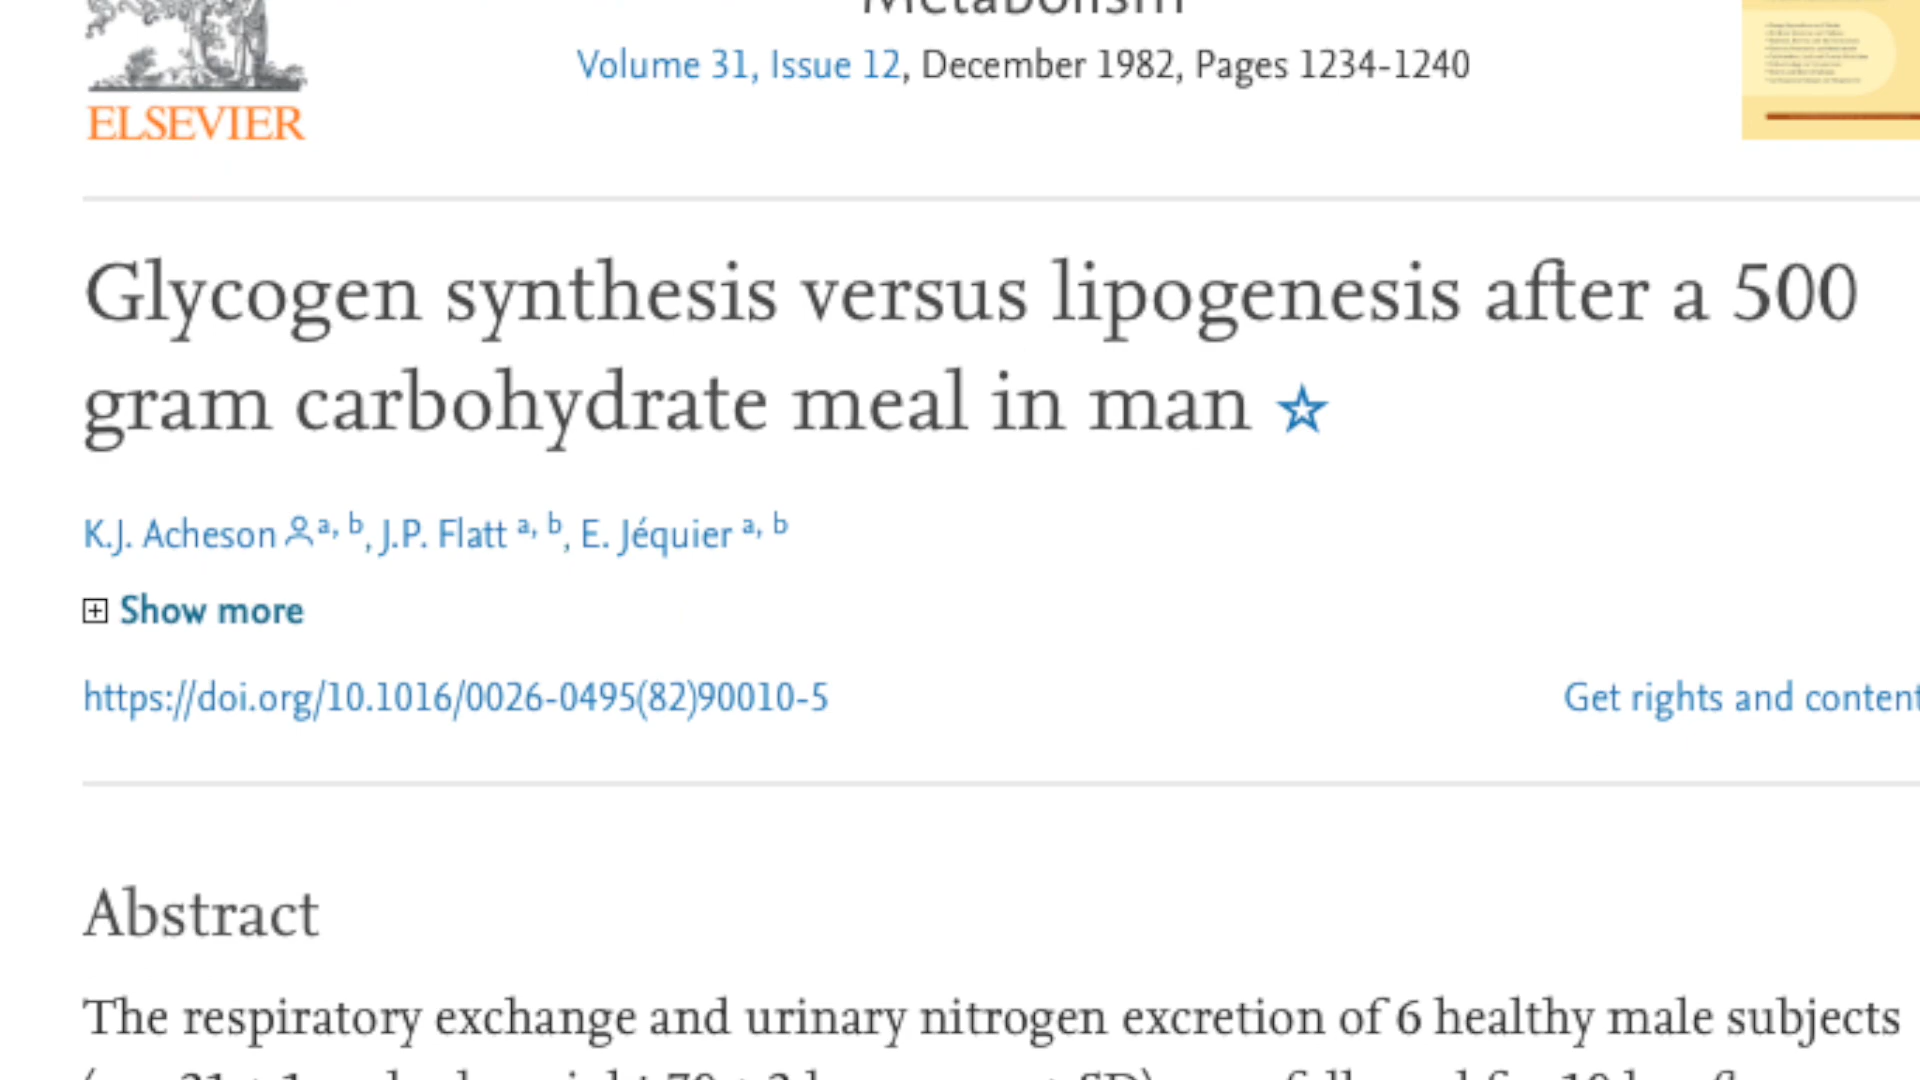 Metabolism
Volume 31, Issue 12, December 1982, Pages 1234-1240
ELSEVIER
Glycogen synthesis versus lipogenesis after a 500
gram carbohydrate meal in man ☆
K.J. Acheson a, b, J.P. Flatt a, b, E. Jéquier a, b
Show more
https://doi.org/10.1016/0026-0495(82)90010-5
Get rights and content
Abstract
The respiratory exchange and urinary nitrogen excretion of 6 healthy male subjects